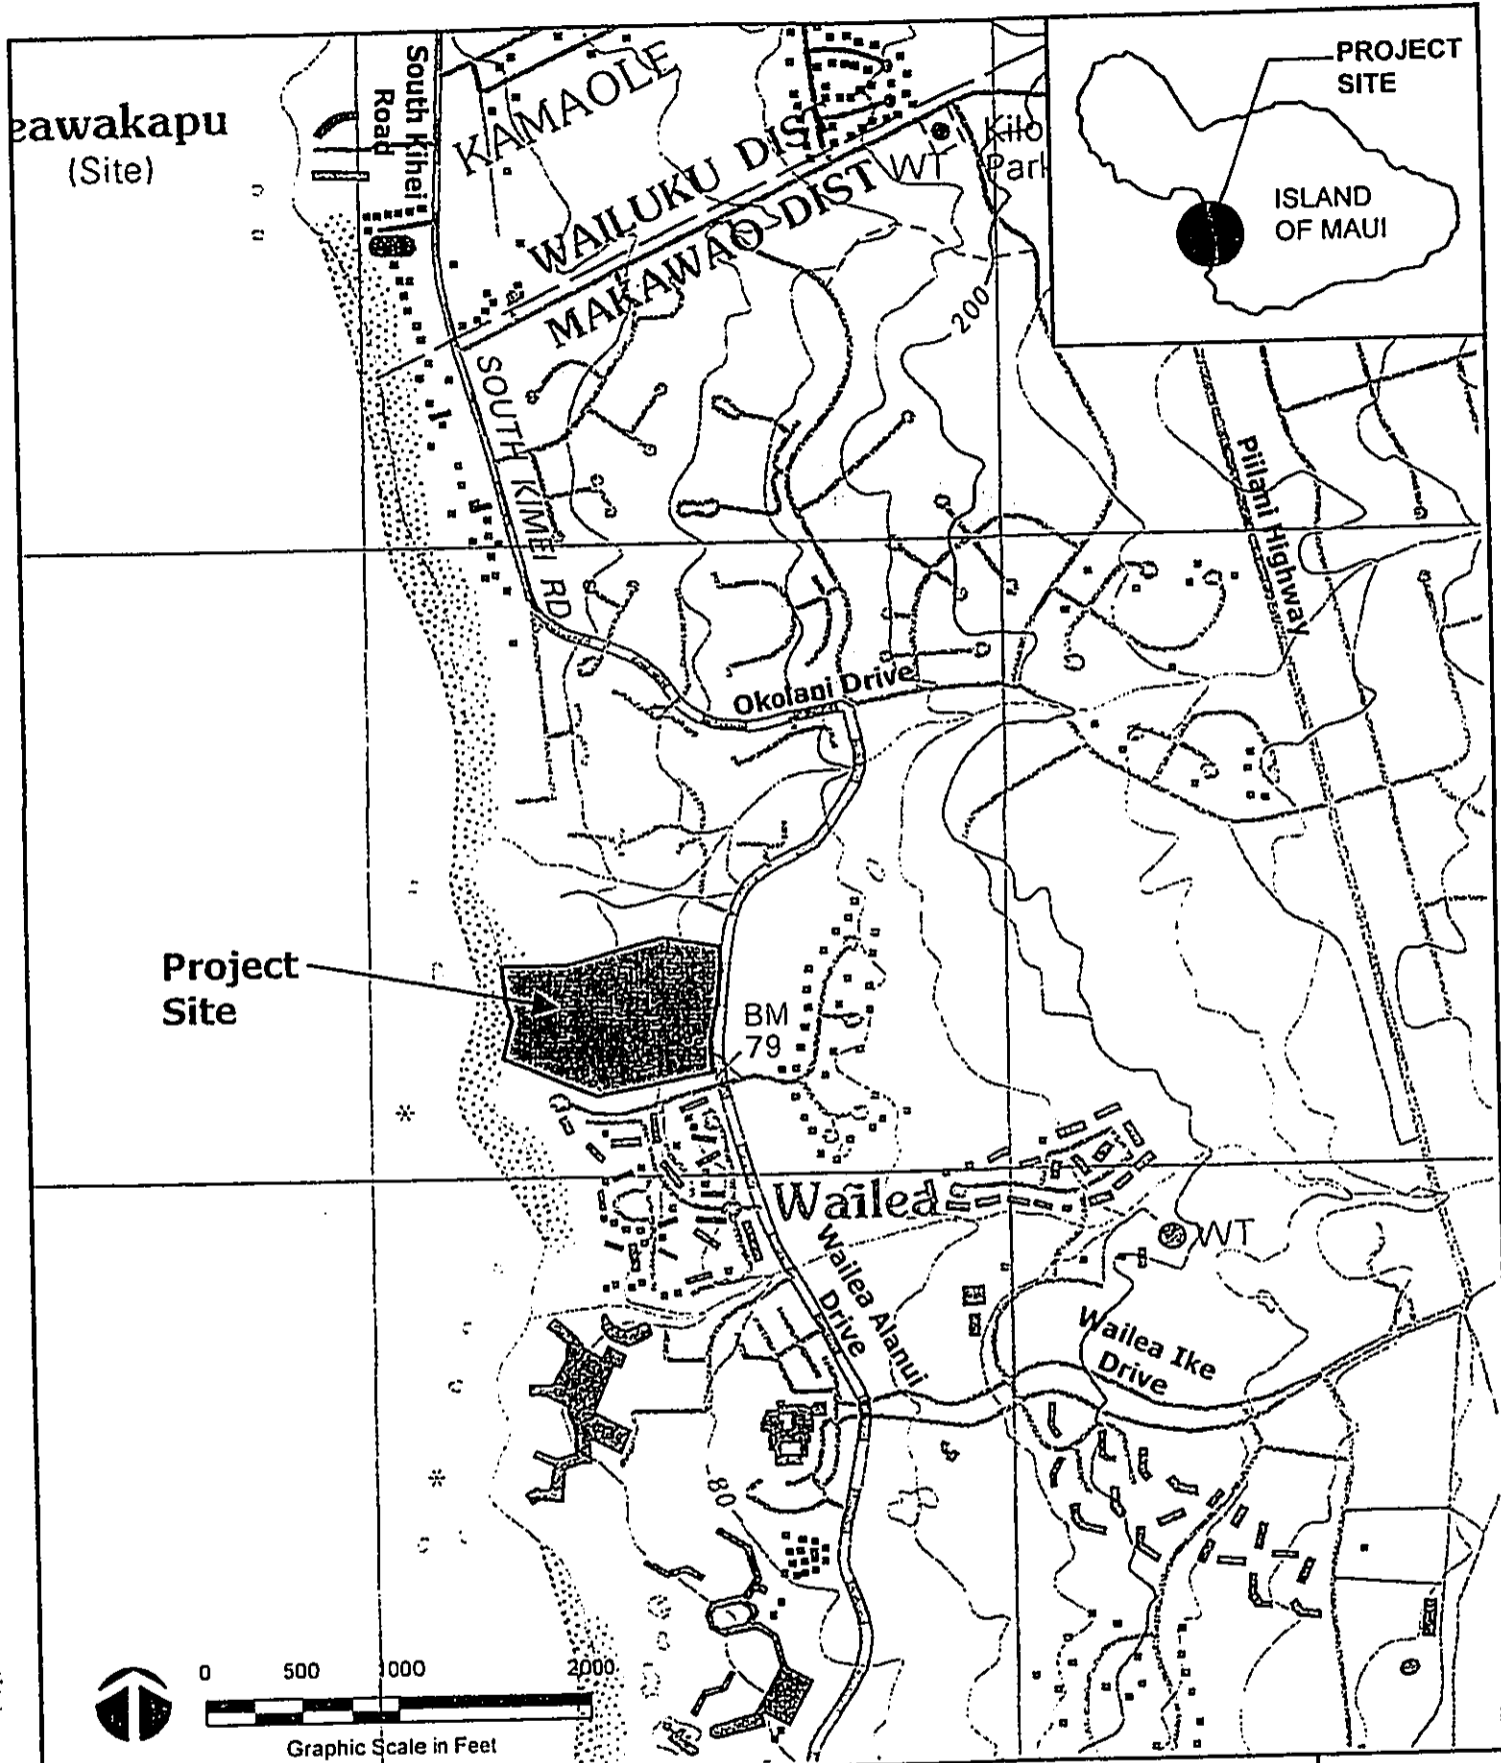 eawakapu
(Site)
South Kihei
Road
KAMAOLE
WAILUKU DIST
MAKAWAO DIST
WT
Kilo
Park
PROJECT
SITE
ISLAND
OF MAUI
200
SOUTH KIMEI RD
Piilani Highway
Okolani Drive
Project
Site
BM
79
Wailea
WT
Wailea Alanui
Drive
Wailea Ike
Drive
80
0 500 1000 2000
Graphic Scale in Feet